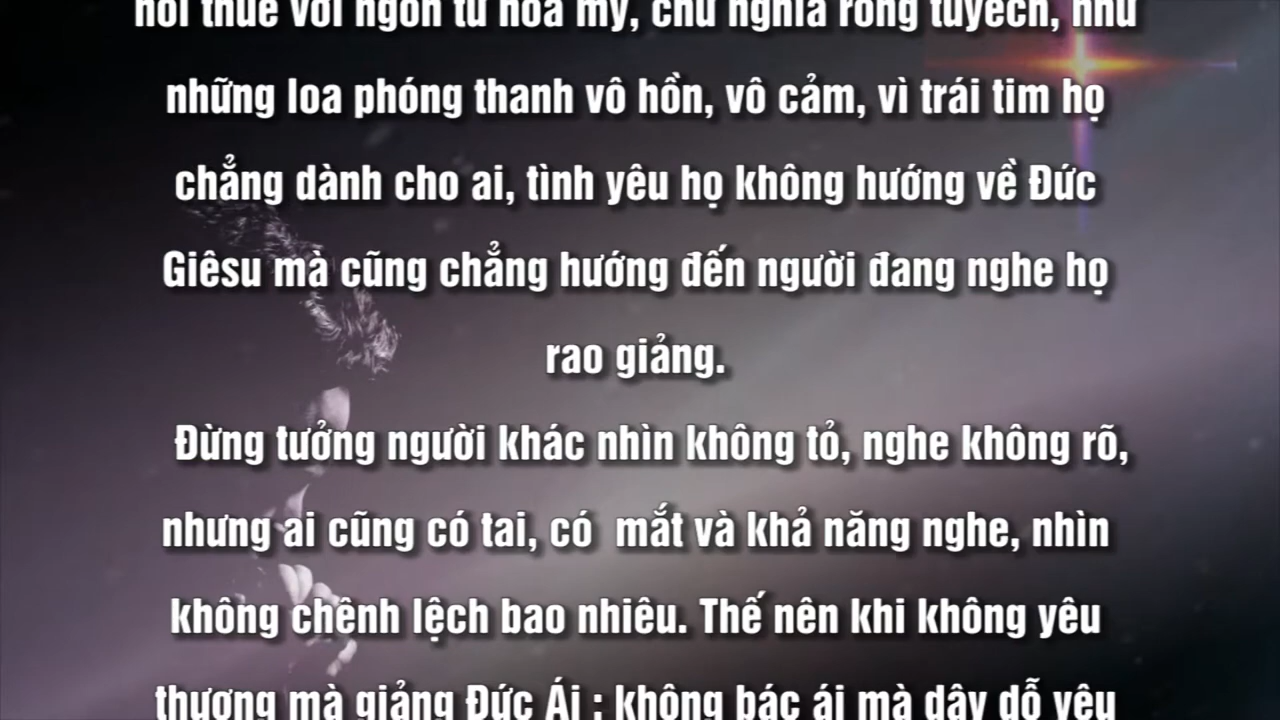 nói thuê với ngôn từ hoa mỹ, chữ nghĩa rỗng tuyếch, như
những loa phóng thanh vô hồn, vô cảm, vì trái tim họ
chẳng dành cho ai, tình yêu họ không hướng về Đức
Giêsu mà cũng chẳng hướng đến người đang nghe họ
rao giảng.
Đừng tưởng người khác nhìn không tỏ, nghe không rõ,
nhưng ai cũng có tai, có mắt và khả năng nghe, nhìn
không chênh lệch bao nhiêu. Thế nên khi không yêu
thương mà giảng Đức Ái ; không bác ái mà dậy dỗ yêu